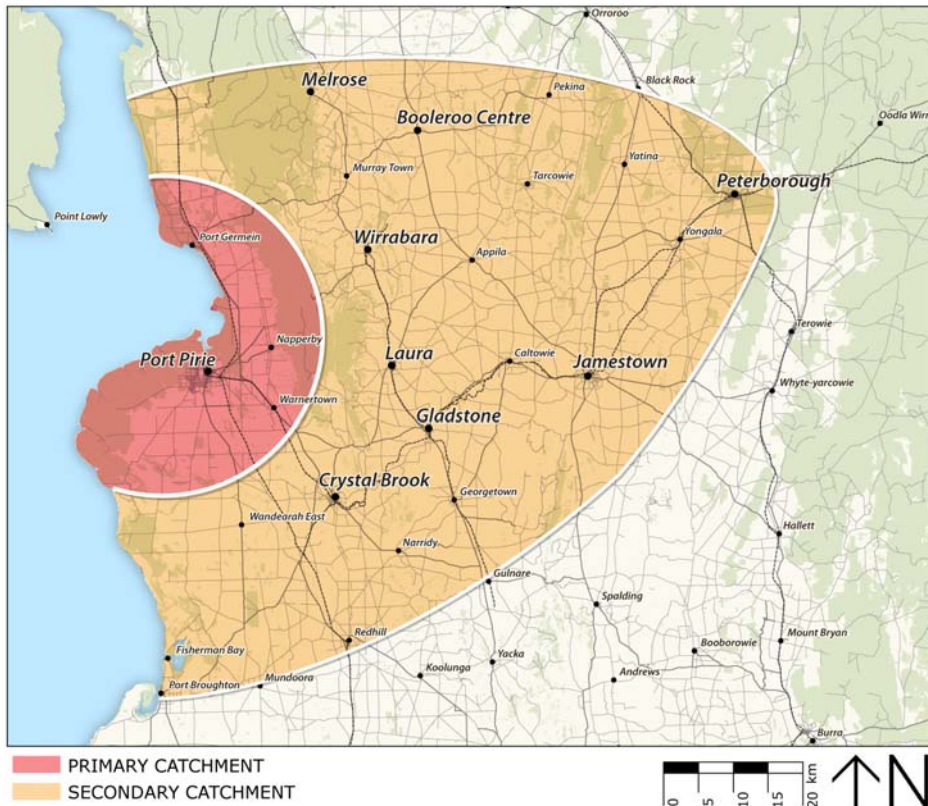 Orroroo
Black Rock
Melrose
Pekina
Oodla Wirr
Booleroo Centre
Yatina
Murray Town
Tarcowie
Peterborough
Point Lowly
Port Germein
Wirrabara
Yongala
Appila
Terowie
Napperby
Port Pirie
Laura
Caltowie
Jamestown
Whyte-yarcowie
Warnertown
Gladstone
Crystal Brook
Georgetown
Wandearah East
Hallett
Narridy
Gulnare
Spalding
Redhill
Mount Bryan
Fisherman Bay
Booborowie
Yacka
Koolunga
Andrews
Mundoora
Port Broughton
Burra
PRIMARY CATCHMENT
SECONDARY CATCHMENT
0 5 10 15 20 km
N